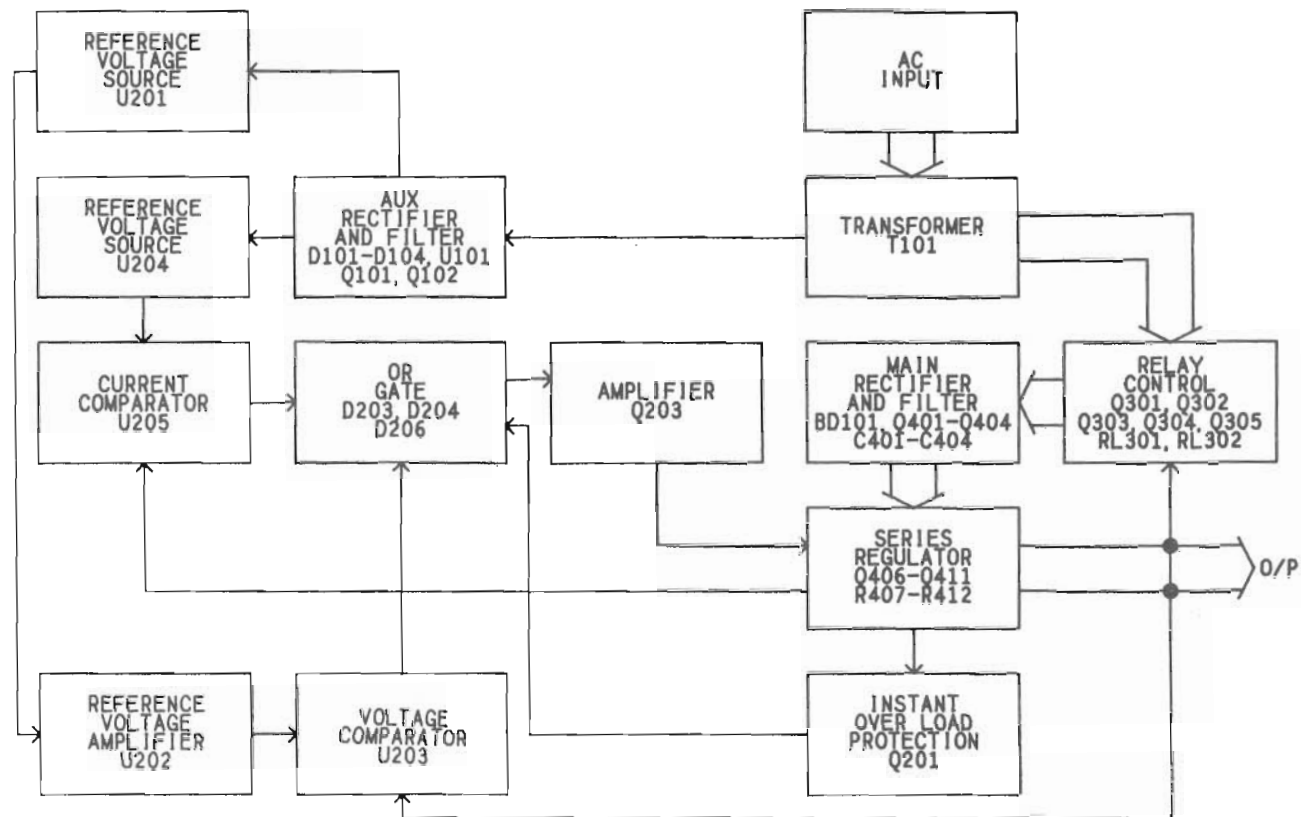 REFERENCE
VOLTAGE
SOURCE
U201
AC
INPUT
REFERENCE
VOLTAGE
SOURCE
U204
AUX
RECTIFIER
AND FILTER
D101-D104, U101
Q101, Q102
TRANSFORMER
T101
CURRENT
COMPARATOR
U205
OR
GATE
D203, D204
D206
AMPLIFIER
Q203
MAIN
RECTIFIER
AND FILTER
BD101, Q401-Q404
C401-C404
RELAY
CONTROL
Q301, Q302
Q303, Q304, Q305
RL301, RL302
SERIES
REGULATOR
Q406-Q411
R407-R412
O/P
REFERENCE
VOLTAGE
AMPLIFIER
U202
VOLTAGE
COMPARATOR
U203
INSTANT
OVER LOAD
PROTECTION
Q201